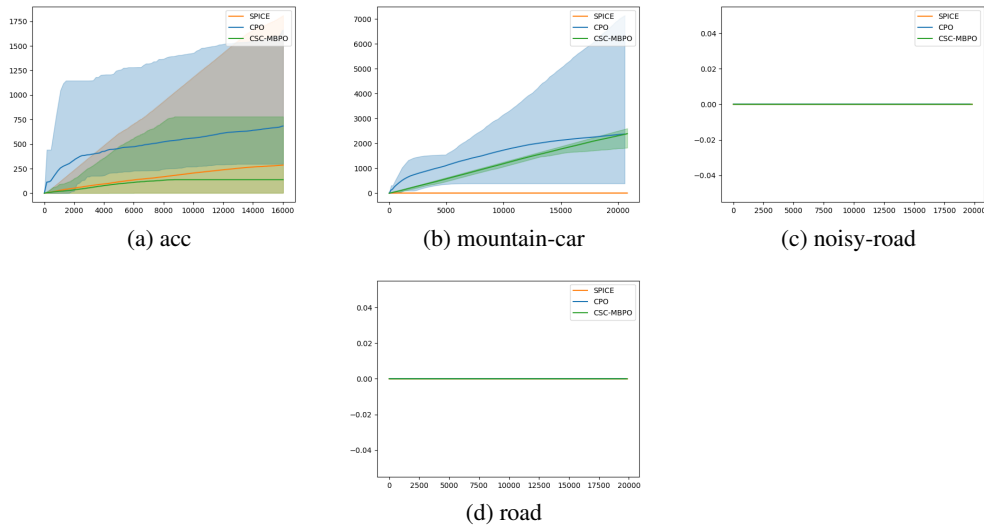 SPICE
CPO
CSC-MBPO
1750
1500
1250
1000
750
500
250
0
0 2000 4000 6000 8000 10000 12000 14000 16000
(a) acc
SPICE
CPO
CSC-MBPO
7000
6000
5000
4000
3000
2000
1000
0
0 5000 10000 15000 20000
(b) mountain-car
SPICE
CPO
CSC-MBPO
0.04
0.02
0.00
−0.02
−0.04
0 2500 5000 7500 10000 12500 15000 17500 20000
(c) noisy-road
SPICE
CPO
CSC-MBPO
0.04
0.02
0.00
−0.02
−0.04
0 2500 5000 7500 10000 12500 15000 17500 20000
(d) road